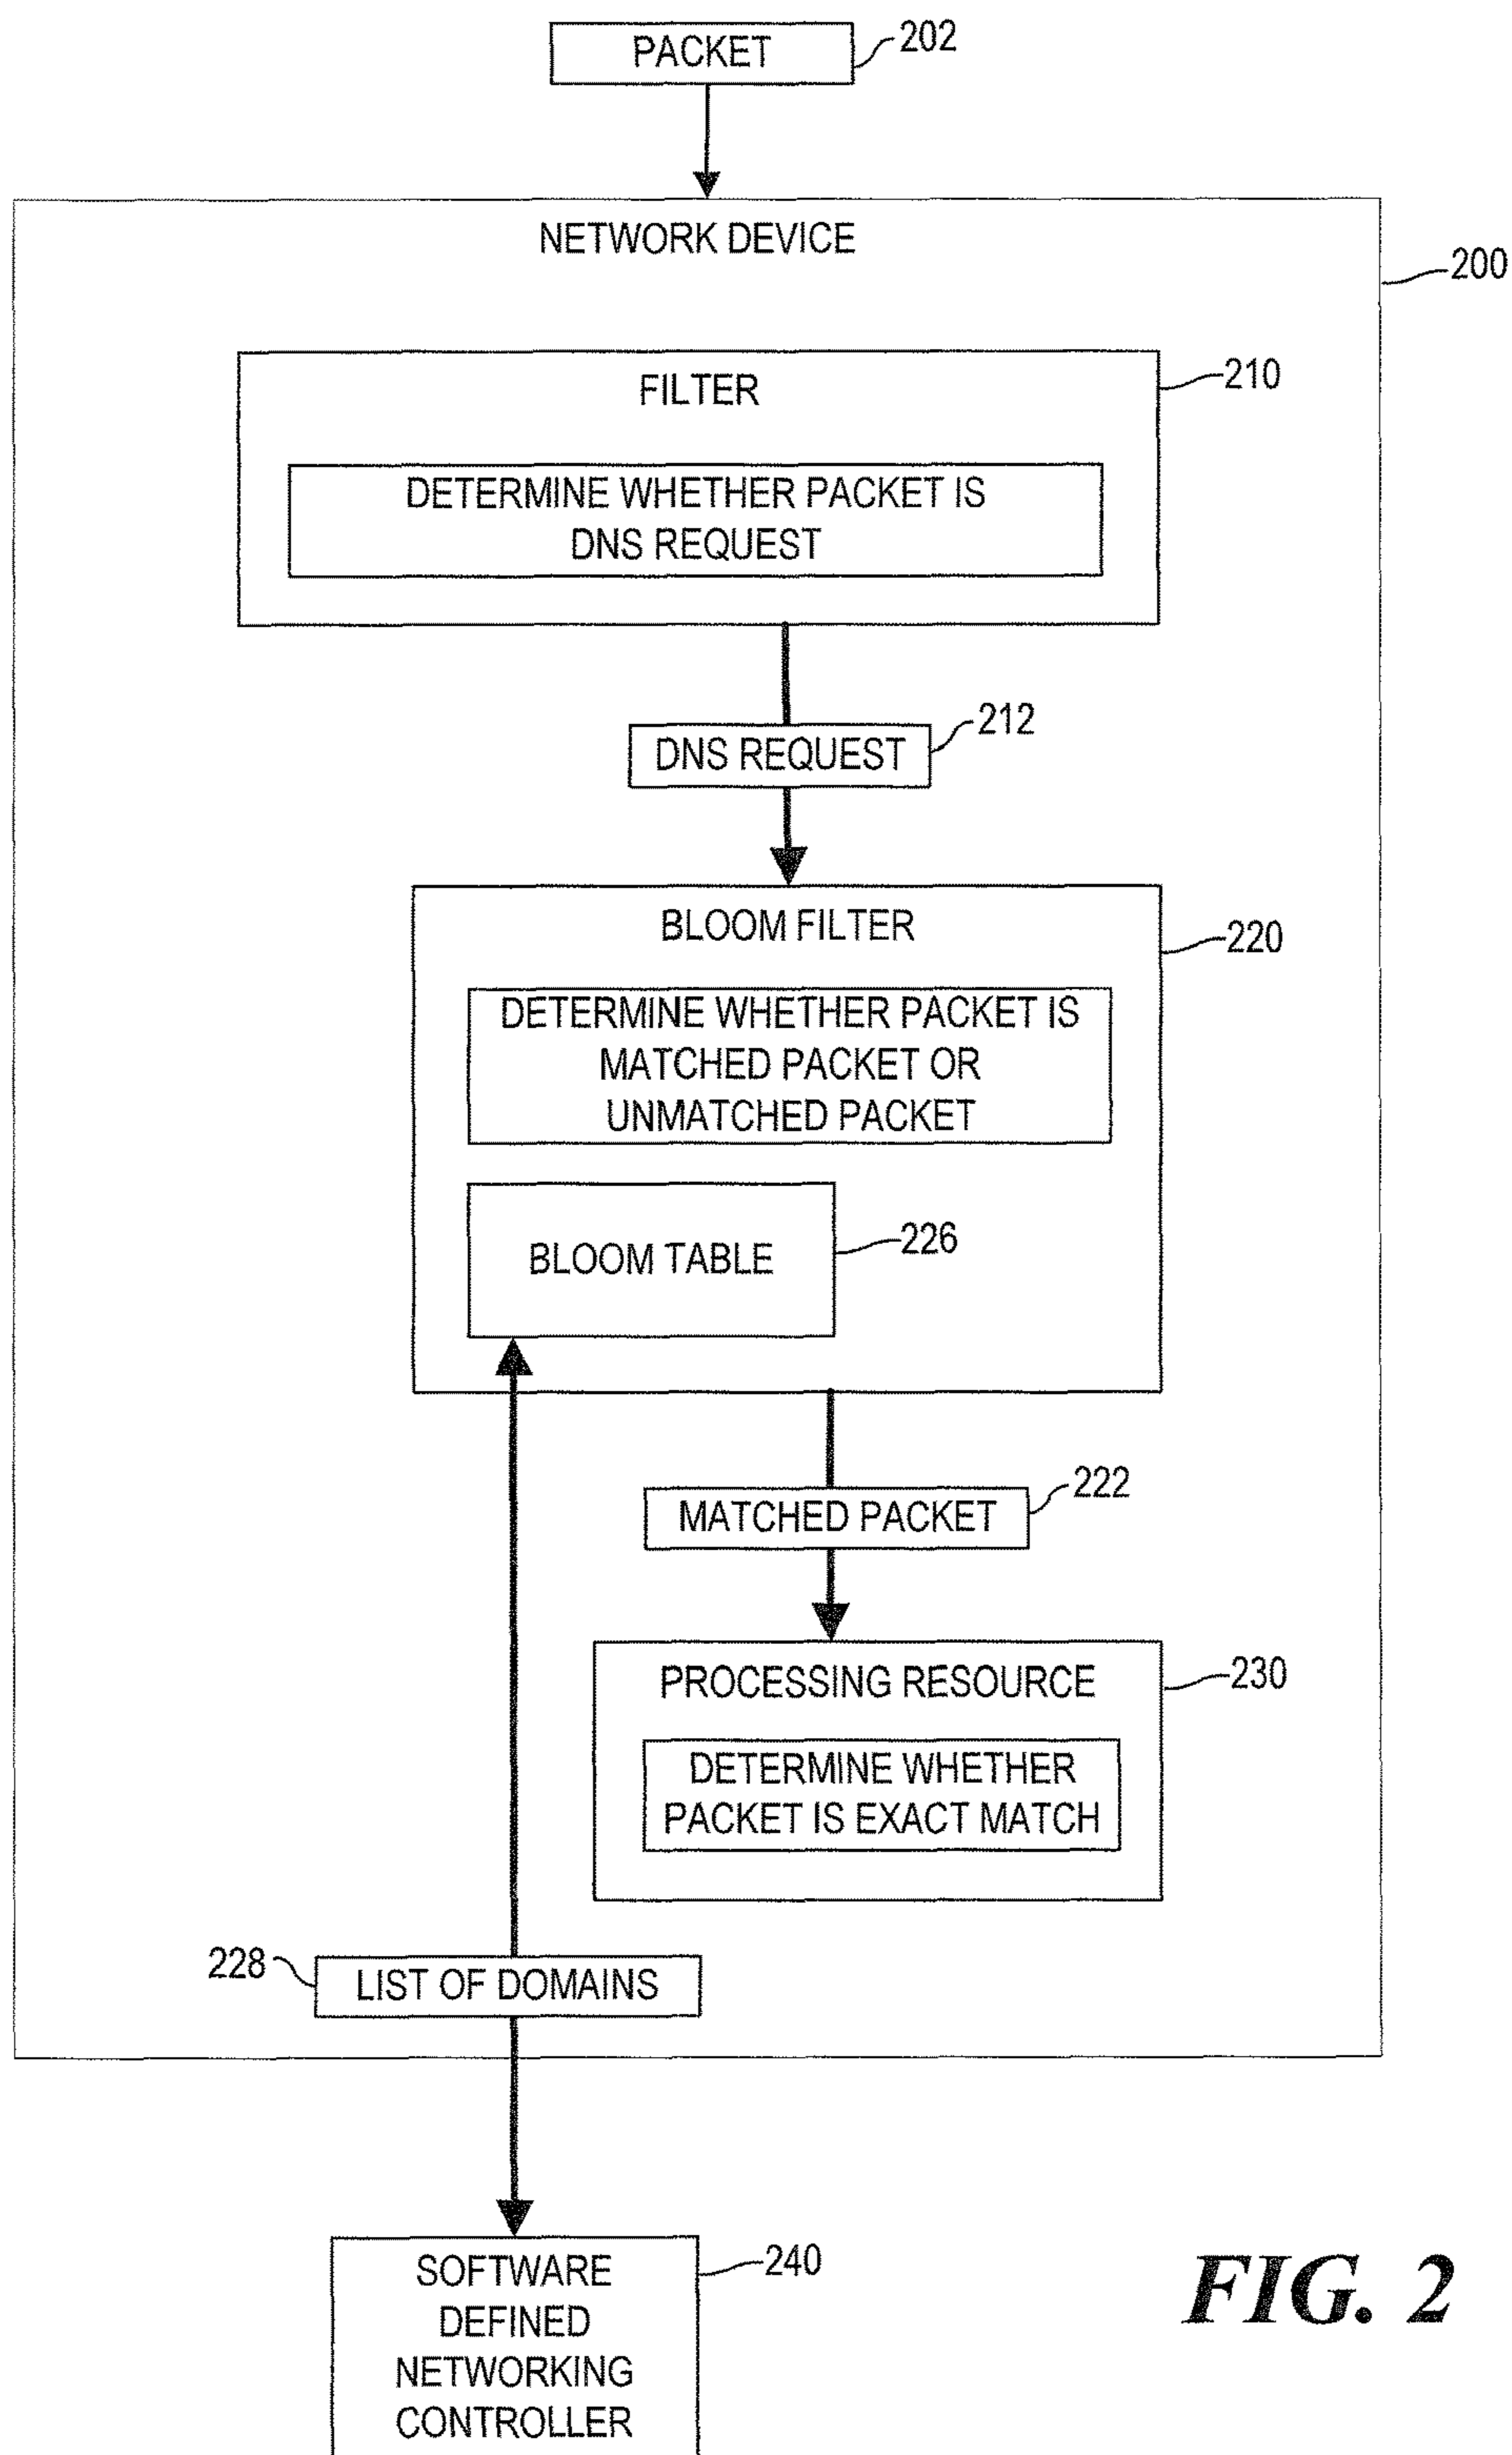 PACKET
202
NETWORK DEVICE
200
FILTER
210
DETERMINE WHETHER PACKET IS
DNS REQUEST
212
DNS REQUEST
BLOOM FILTER
220
DETERMINE WHETHER PACKET IS
MATCHED PACKET OR
UNMATCHED PACKET
226
BLOOM TABLE
222
MATCHED PACKET
PROCESSING RESOURCE
230
DETERMINE WHETHER
PACKET IS EXACT MATCH
228
LIST OF DOMAINS
240
SOFTWARE
DEFINED
NETWORKING
CONTROLLER
FIG. 2